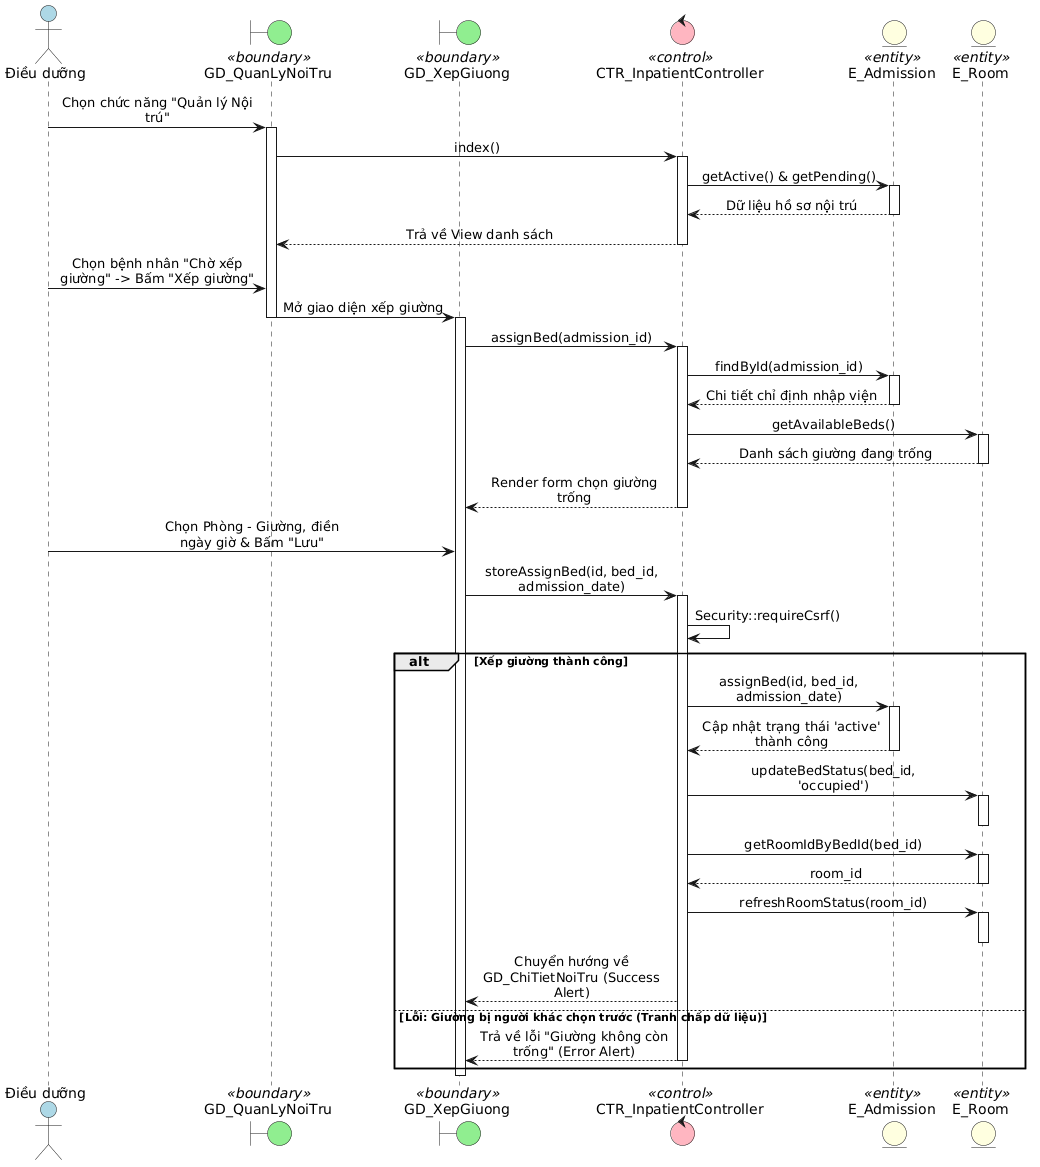 «boundary»
«boundary»
«control»
«entity»
«entity»
Điều dưỡng
GD_QuanLyNoiTru
GD_XepGiuong
CTR_InpatientController
E_Admission
E_Room
Chọn chức năng "Quản lý Nội
trú"
index()
getActive() & getPending()
Dữ liệu hồ sơ nội trú
Trả về View danh sách
Chọn bệnh nhân "Chờ xếp
giường" -> Bấm "Xếp giường"
Mở giao diện xếp giường
assignBed(admission_id)
findById(admission_id)
Chi tiết chỉ định nhập viện
getAvailableBeds()
Danh sách giường đang trống
Render form chọn giường
trống
Chọn Phòng - Giường, điền
ngày giờ & Bấm "Lưu"
storeAssignBed(id, bed_id,
admission_date)
Security::requireCsrf()
alt
[Xếp giường thành công]
assignBed(id, bed_id,
admission_date)
Cập nhật trạng thái 'active'
thành công
updateBedStatus(bed_id,
'occupied')
getRoomIdByBedId(bed_id)
room_id
refreshRoomStatus(room_id)
Chuyển hướng về
GD_ChiTietNoiTru (Success
Alert)
[Lỗi: Giường bị người khác chọn trước (Tranh chấp dữ liệu)]
Trả về lỗi "Giường không còn
trống" (Error Alert)
Điều dưỡng
«boundary»
«boundary»
«control»
«entity»
«entity»
GD_QuanLyNoiTru
GD_XepGiuong
CTR_InpatientController
E_Admission
E_Room